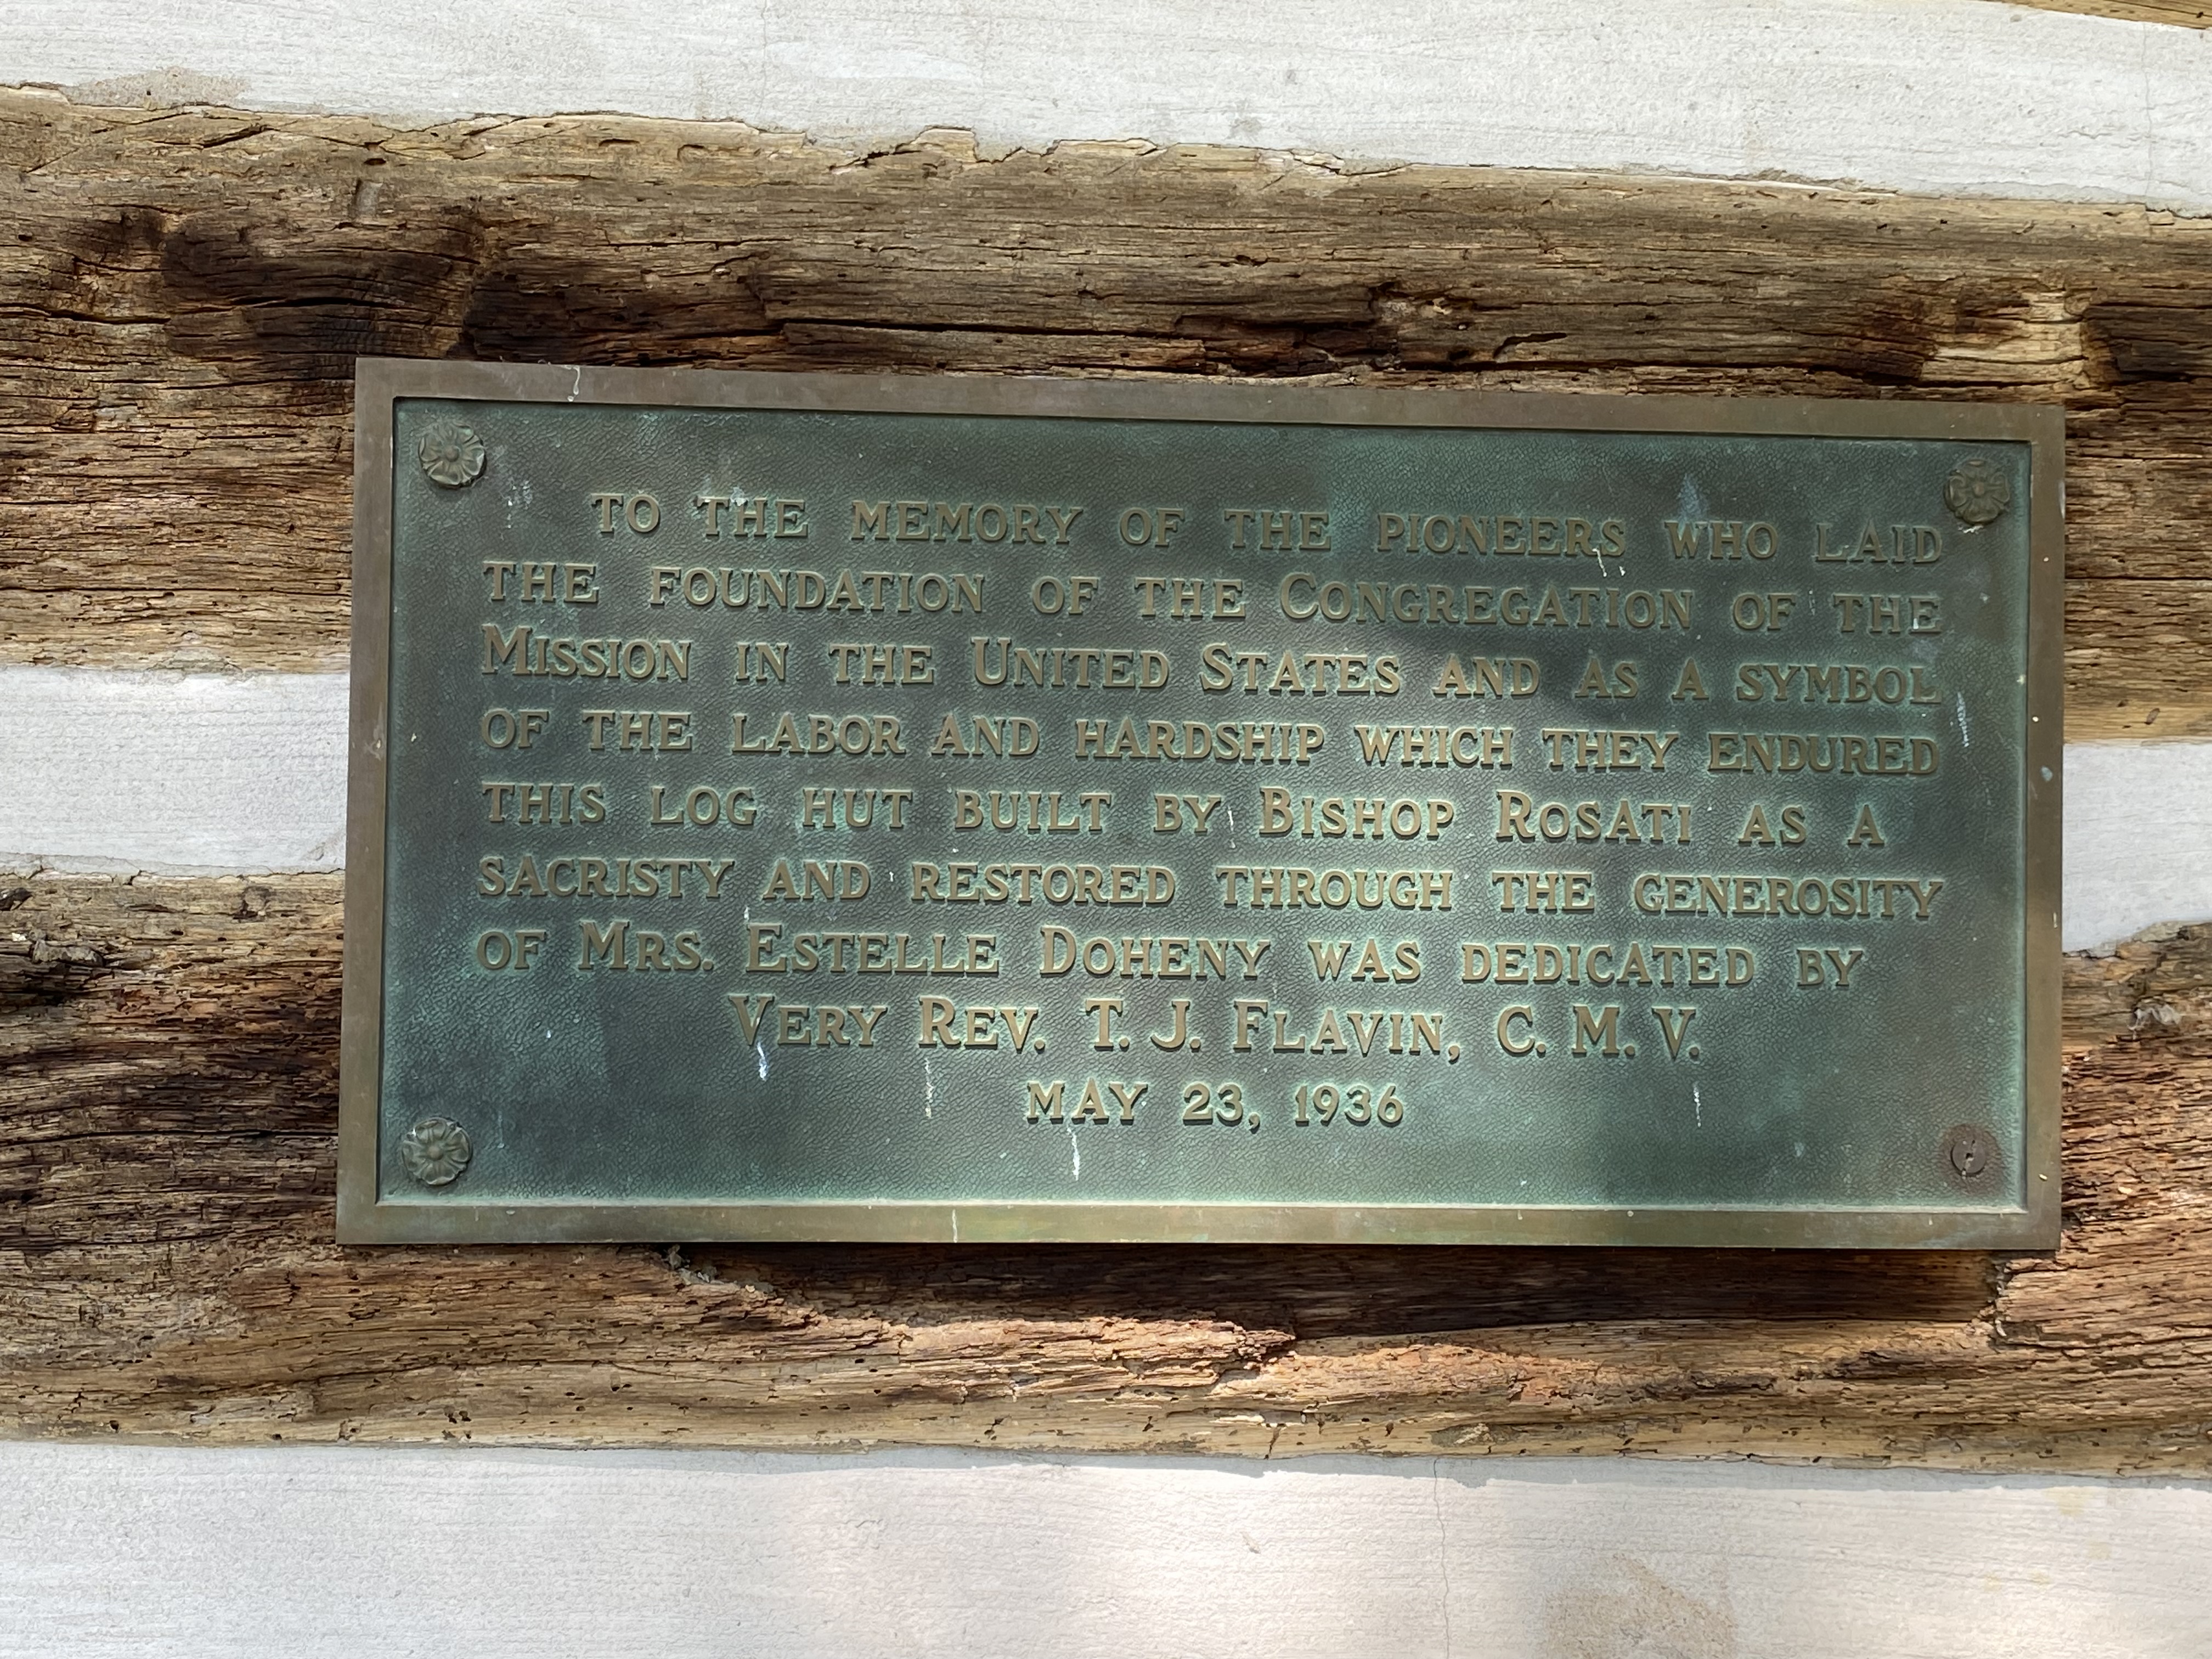 TO THE MEMORY OF THE PIONEERS WHO LAID
THE FOUNDATION OF THE CONGREGATION OF THE
MISSION IN THE UNITED STATES AND AS A SYMBOL
OF THE LABOR AND HARDSHIP WHICH THEY ENDURED
THIS LOG HUT BUILT BY BISHOP ROSATI AS A
SACRISTY AND RESTORED THROUGH THE GENEROSITY
OF MRS. ESTELLE DOHENY WAS DEDICATED BY
VERY REV. T. J. FLAVIN, C. M. V.
MAY 23, 1936